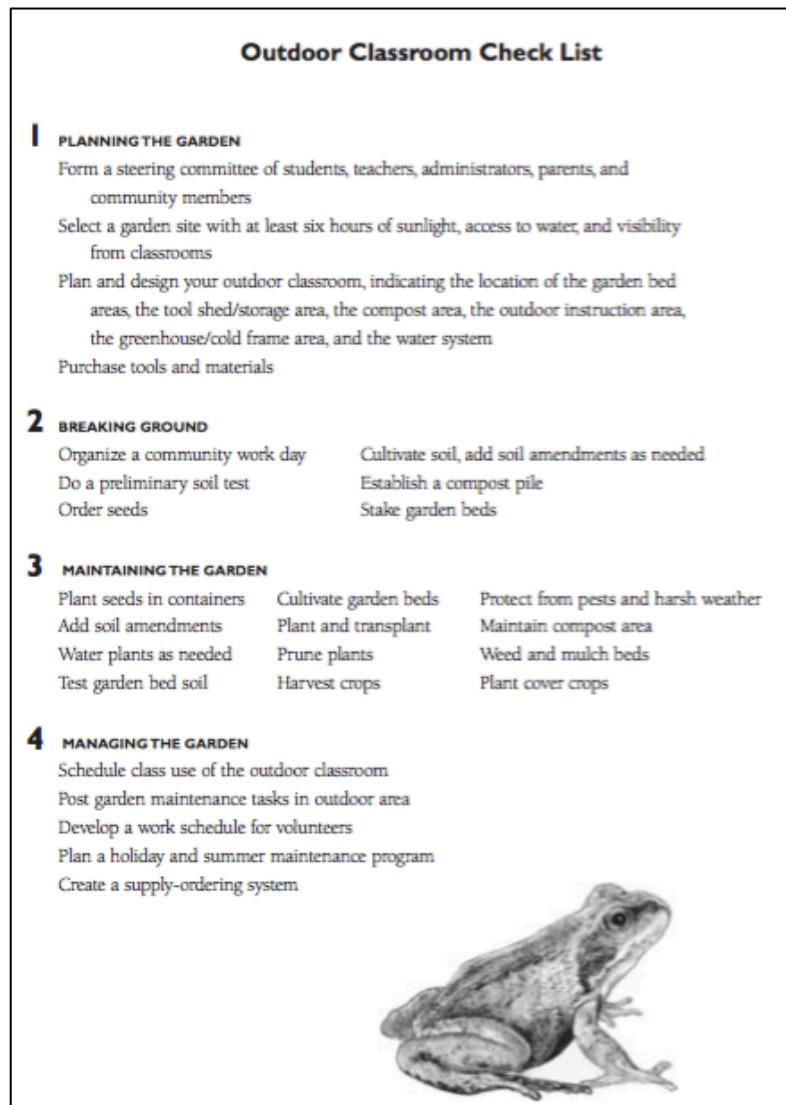 Outdoor Classroom Check List
1 PLANNING THE GARDEN
Form a steering committee of students, teachers, administrators, parents, and
community members
Select a garden site with at least six hours of sunlight, access to water, and visibility
from classrooms
Plan and design your outdoor classroom, indicating the location of the garden bed
areas, the tool shed/storage area, the compost area, the outdoor instruction area,
the greenhouse/cold frame area, and the water system
Purchase tools and materials
2 BREAKING GROUND
Organize a community work day
Do a preliminary soil test
Order seeds
Cultivate soil, add soil amendments as needed
Establish a compost pile
Stake garden beds
3 MAINTAINING THE GARDEN
Plant seeds in containers
Add soil amendments
Water plants as needed
Test garden bed soil
Cultivate garden beds
Plant and transplant
Prune plants
Harvest crops
Protect from pests and harsh weather
Maintain compost area
Weed and mulch beds
Plant cover crops
4 MANAGING THE GARDEN
Schedule class use of the outdoor classroom
Post garden maintenance tasks in outdoor area
Develop a work schedule for volunteers
Plan a holiday and summer maintenance program
Create a supply-ordering system